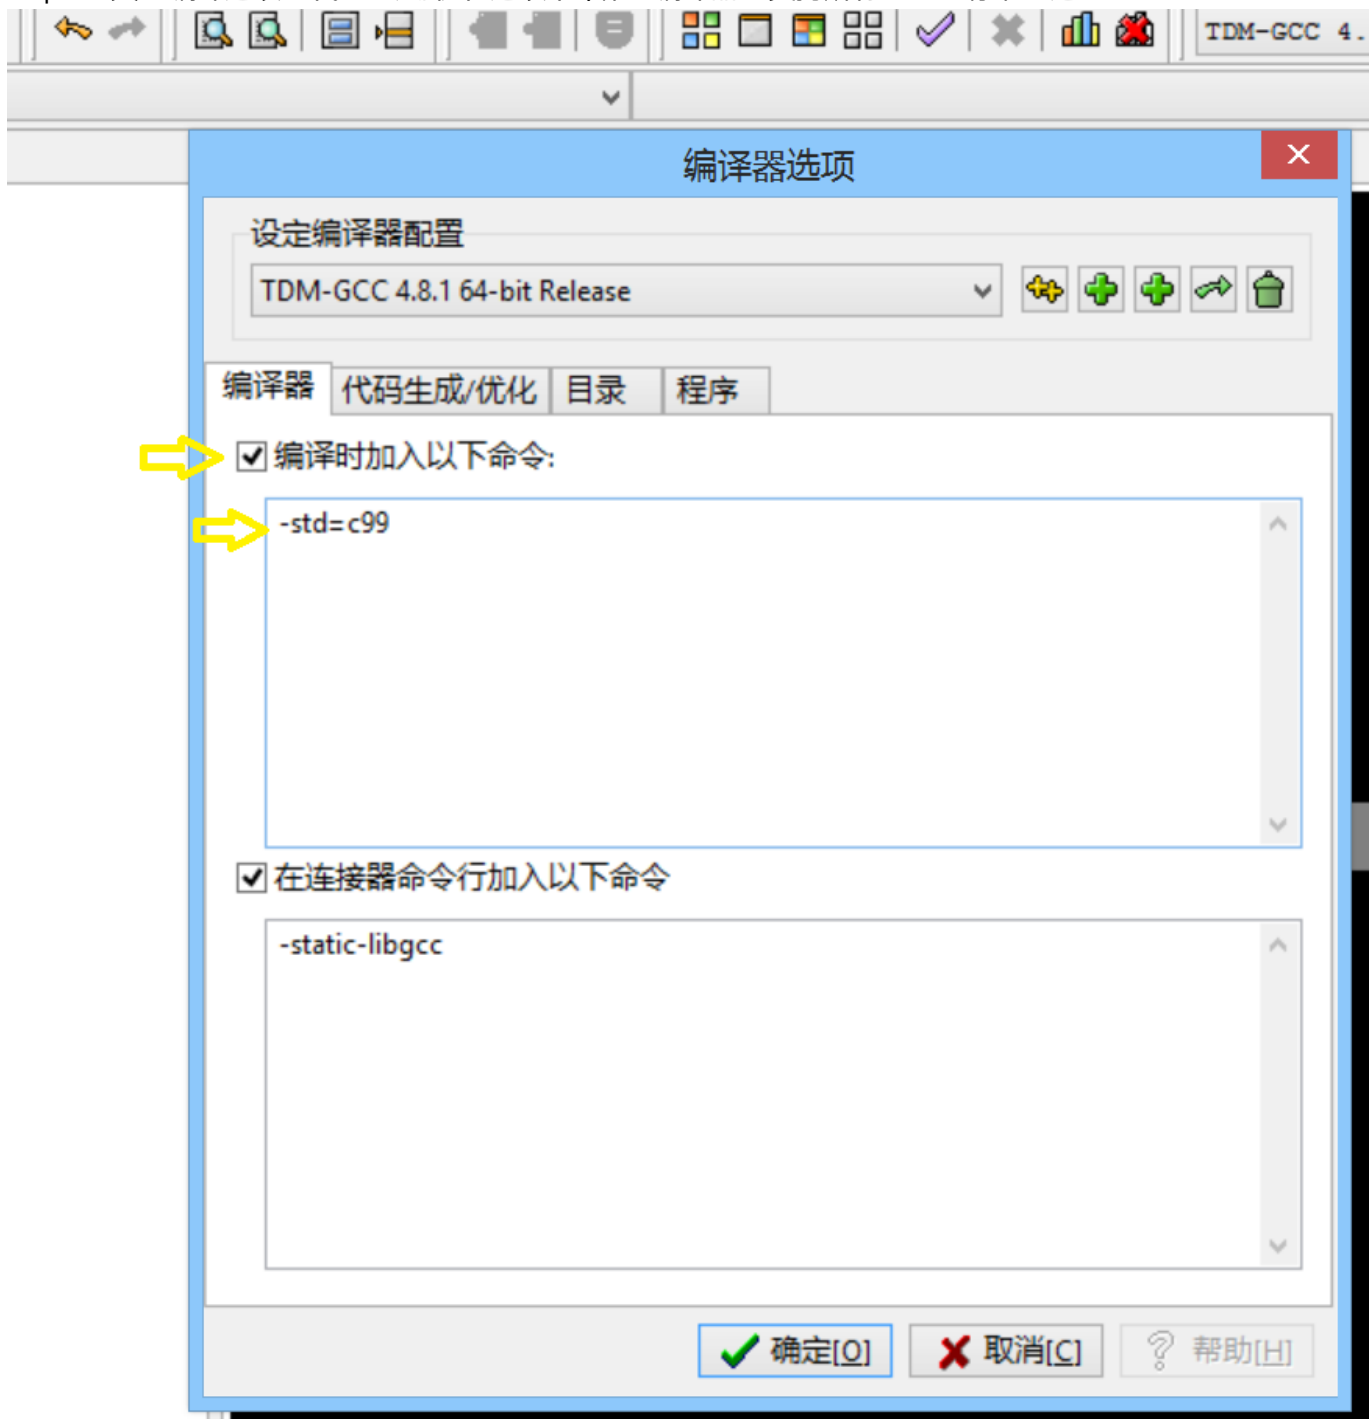 TDM-GCC 4.
编译器选项
设定编译器配置
TDM-GCC 4.8.1 64-bit Release
编译器 代码生成/优化 目录 程序
编译时加入以下命令:
-std=c99
在连接器命令行加入以下命令
-static-libgcc
确定[O] 取消[C] 帮助[H]